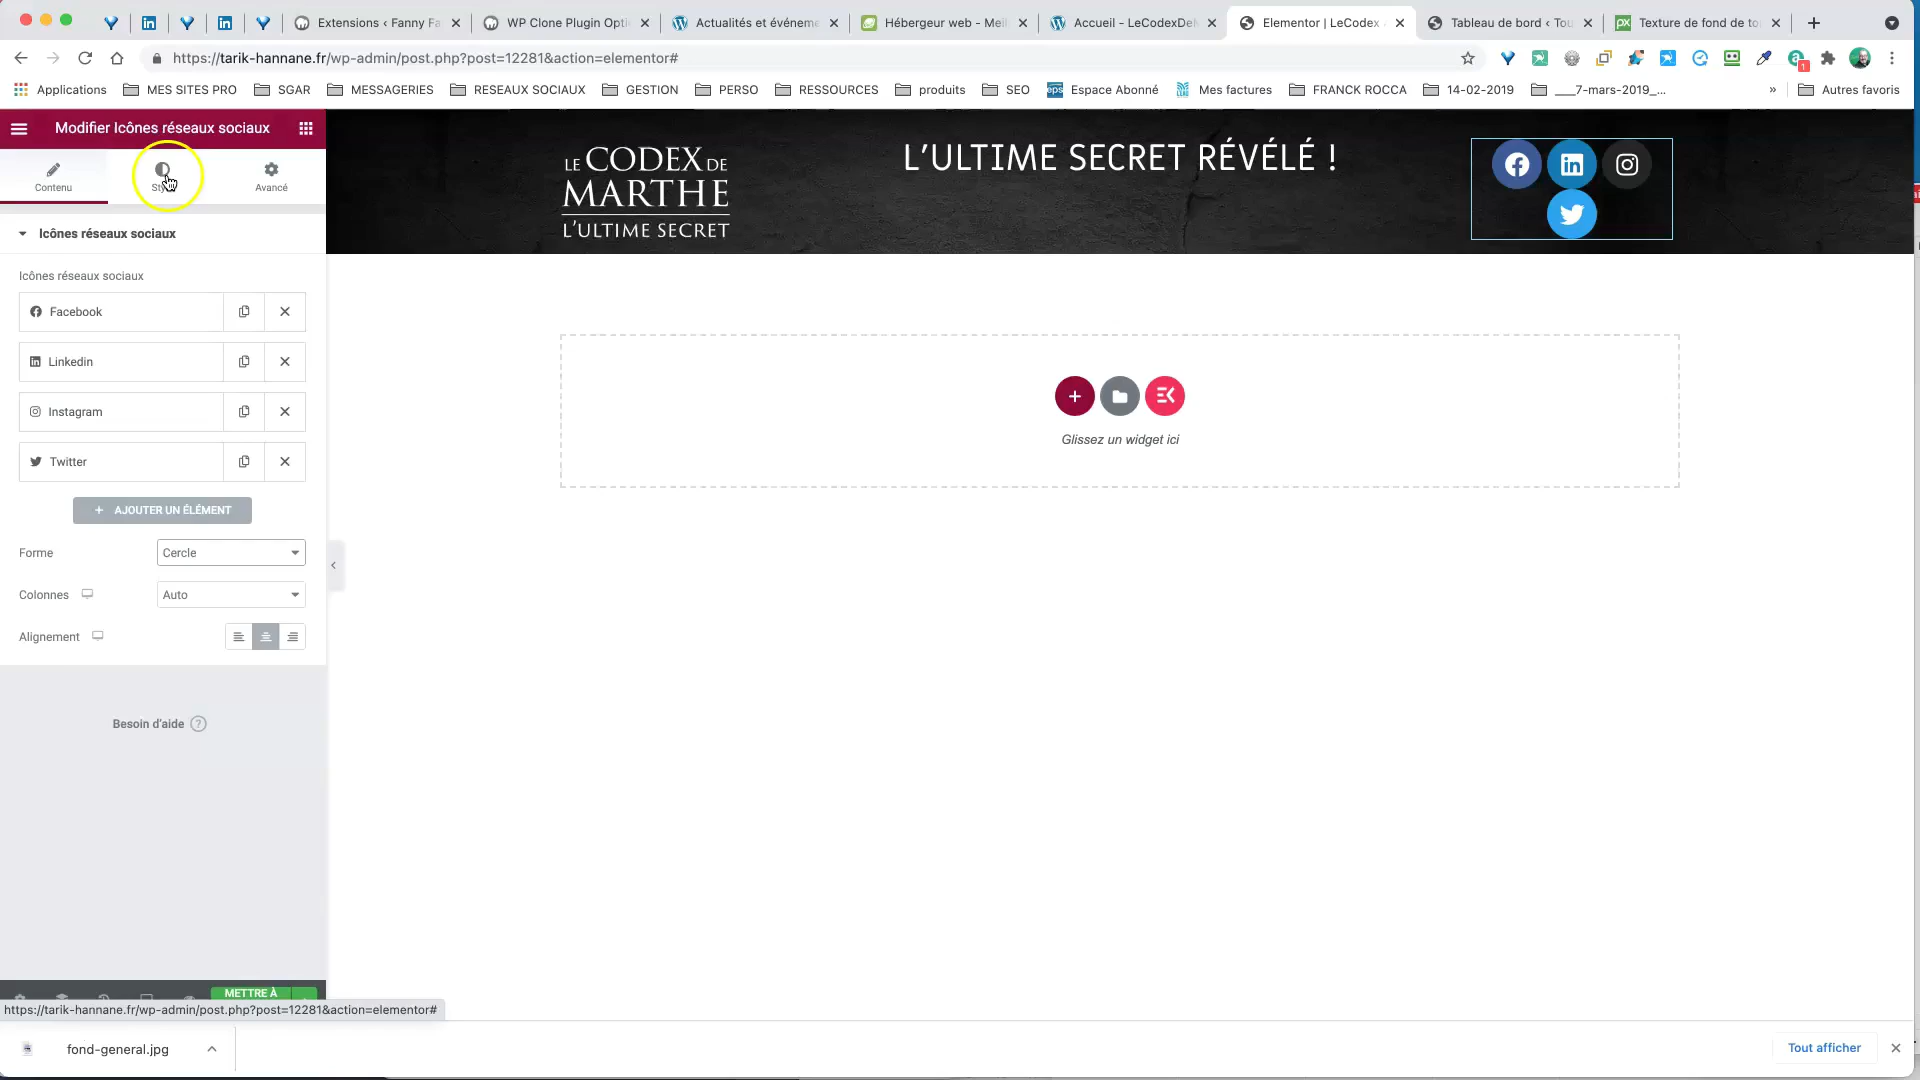 Extensions ‹ Fanny Fa
WP Clone Plugin Opti
Actualités et événeme
Hébergeur web - Meil
Accueil - LeCodexDeM
Elementor | LeCodex
Tableau de bord ‹ Tou
Texture de fond de to
https://tarik-hannane.fr/wp-admin/post.php?post=12281&action=elementor#
1
Applications
MES SITES PRO
SGAR
MESSAGERIES
RESEAUX SOCIAUX
GESTION
PERSO
RESSOURCES
produits
SEO
eps
Espace Abonné
Mes factures
FRANCK ROCCA
14-02-2019
____7-mars-2019_...
»
Autres favoris
Modifier Icônes réseaux sociaux
Contenu
Avancé
Icônes réseaux sociaux
Icônes réseaux sociaux
Facebook
Linkedin
Instagram
Twitter
+ AJOUTER UN ÉLÉMENT
Forme
Cercle
Colonnes
Auto
Alignement
Besoin d'aide ?
METTRE À
https://tarik-hannane.fr/wp-admin/post.php?post=12281&action=elementor#
LE CODEX DE
MARTHE
L'ULTIME SECRET
L'ULTIME SECRET RÉVÉLÉ !
Glissez un widget ici
fond-general.jpg
Tout afficher